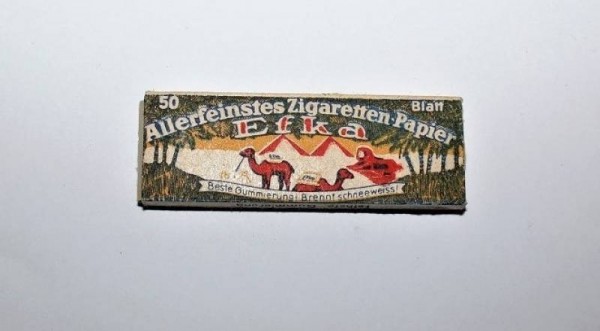 50 Blatt
Allerfeinstes Zigaretten-Papier
Efka
Beste Gummierung! Brennt schneeweiss!